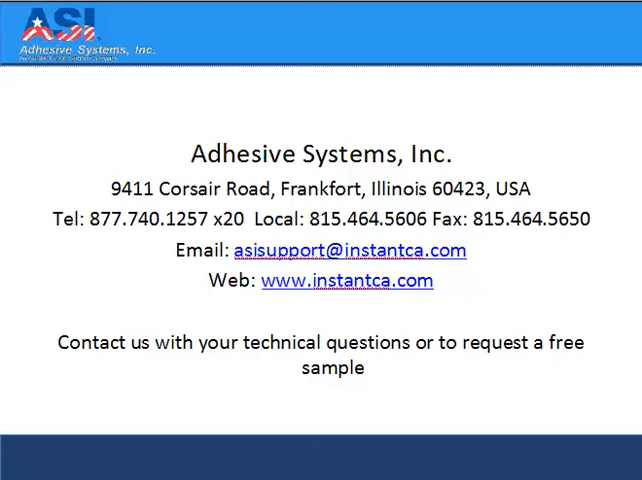 ASI
Adhesive Systems, Inc.
Adhesive Systems, Inc.
9411 Corsair Road, Frankfort, Illinois 60423, USA
Tel: 877.740.1257 x20  Local: 815.464.5606 Fax: 815.464.5650
Email: asisupport@instantca.com
Web: www.instantca.com
Contact us with your technical questions or to request a free
sample